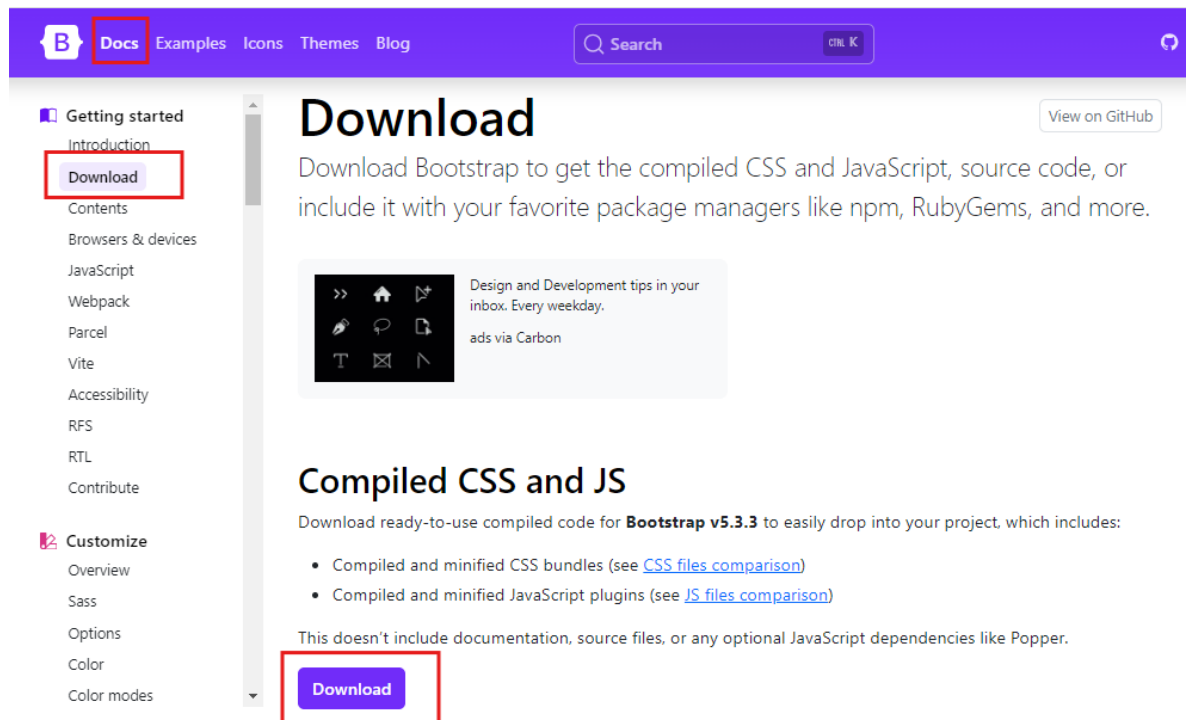 B Docs Examples Icons Themes Blog Search CTRL K
Getting started
Introduction
Download
Contents
Browsers & devices
JavaScript
Webpack
Parcel
Vite
Accessibility
RFS
RTL
Contribute
Customize
Overview
Sass
Options
Color
Color modes
Download
View on GitHub
Download Bootstrap to get the compiled CSS and JavaScript, source code, or
include it with your favorite package managers like npm, RubyGems, and more.
Design and Development tips in your
inbox. Every weekday.
ads via Carbon
Compiled CSS and JS
Download ready-to-use compiled code for Bootstrap v5.3.3 to easily drop into your project, which includes:
• Compiled and minified CSS bundles (see CSS files comparison)
• Compiled and minified JavaScript plugins (see JS files comparison)
This doesn’t include documentation, source files, or any optional JavaScript dependencies like Popper.
Download